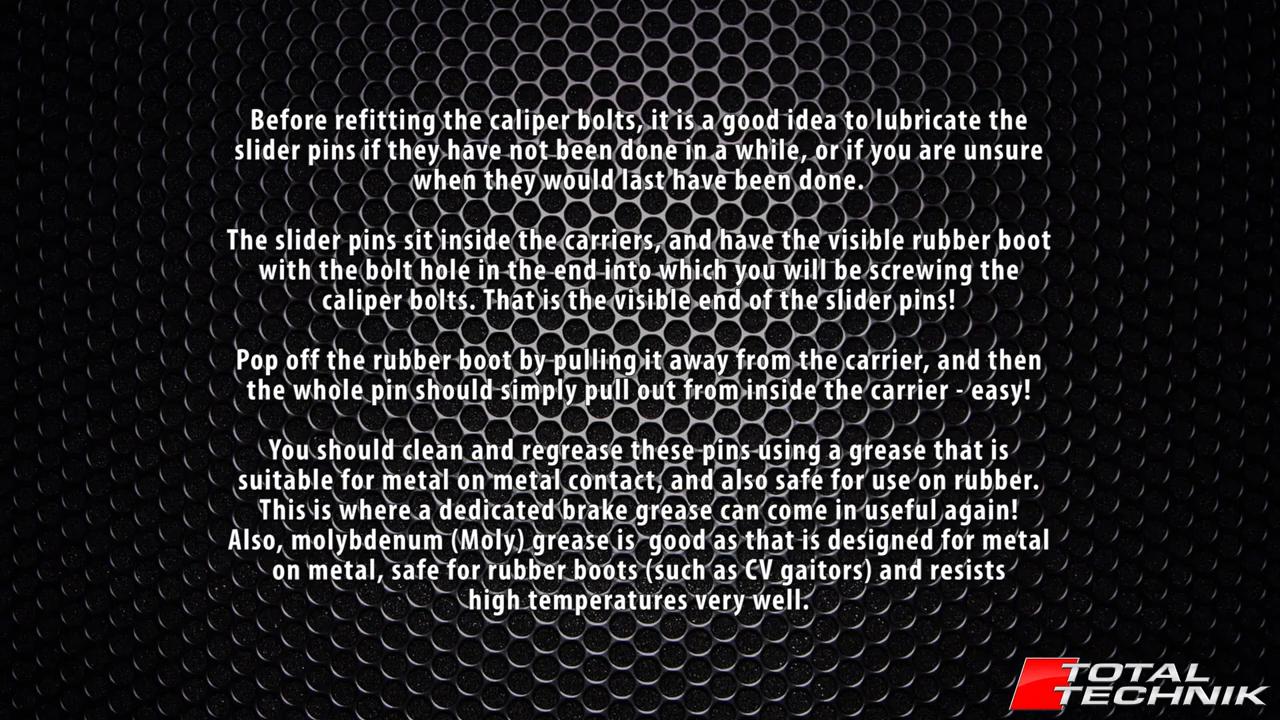 Before refitting the caliper bolts, it is a good idea to lubricate the
slider pins if they have not been done in a while, or if you are unsure
when they would last have been done.
The slider pins sit inside the carriers, and have the visible rubber boot
with the bolt hole in the end into which you will be screwing the
caliper bolts. That is the visible end of the slider pins!
Pop off the rubber boot by pulling it away from the carrier, and then
the whole pin should simply pull out from inside the carrier - easy!
You should clean and regrease these pins using a grease that is
suitable for metal on metal contact, and also safe for use on rubber.
This is where a dedicated brake grease can come in useful again!
Also, molybdenum (Moly) grease is  good as that is designed for metal
on metal, safe for rubber boots (such as CV gaitors) and resists
high temperatures very well.
TOTAL
TECHNIK